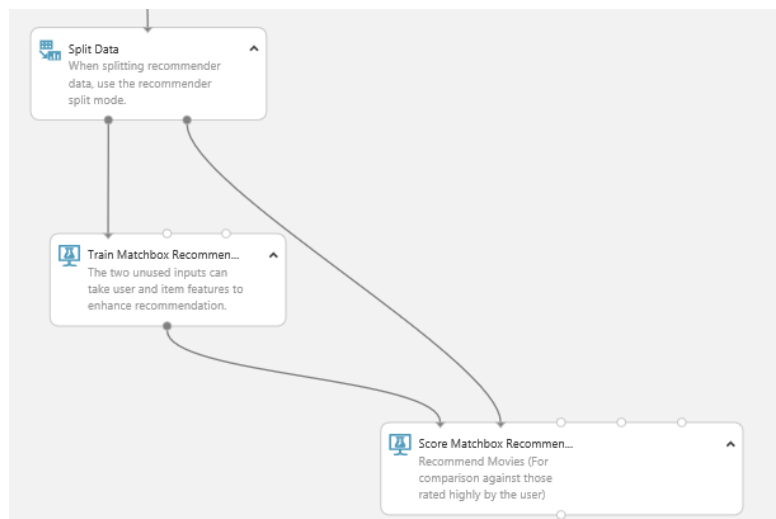 Split Data
When splitting recommender
data, use the recommender
split mode.
Train Matchbox Recommen...
The two unused inputs can
take user and item features to
enhance recommendation.
Score Matchbox Recommen...
Recommend Movies (For
comparison against those
rated highly by the user)